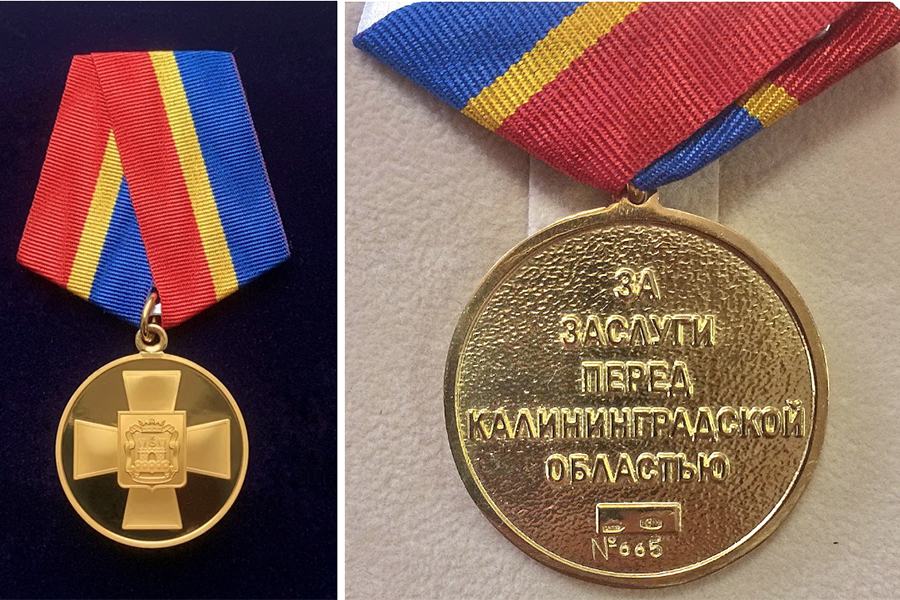 ЗА
ЗАСЛУГИ
ПЕРЕД
КАЛИНИНГРАДСКОЙ
ОБЛАСТЬЮ
№665